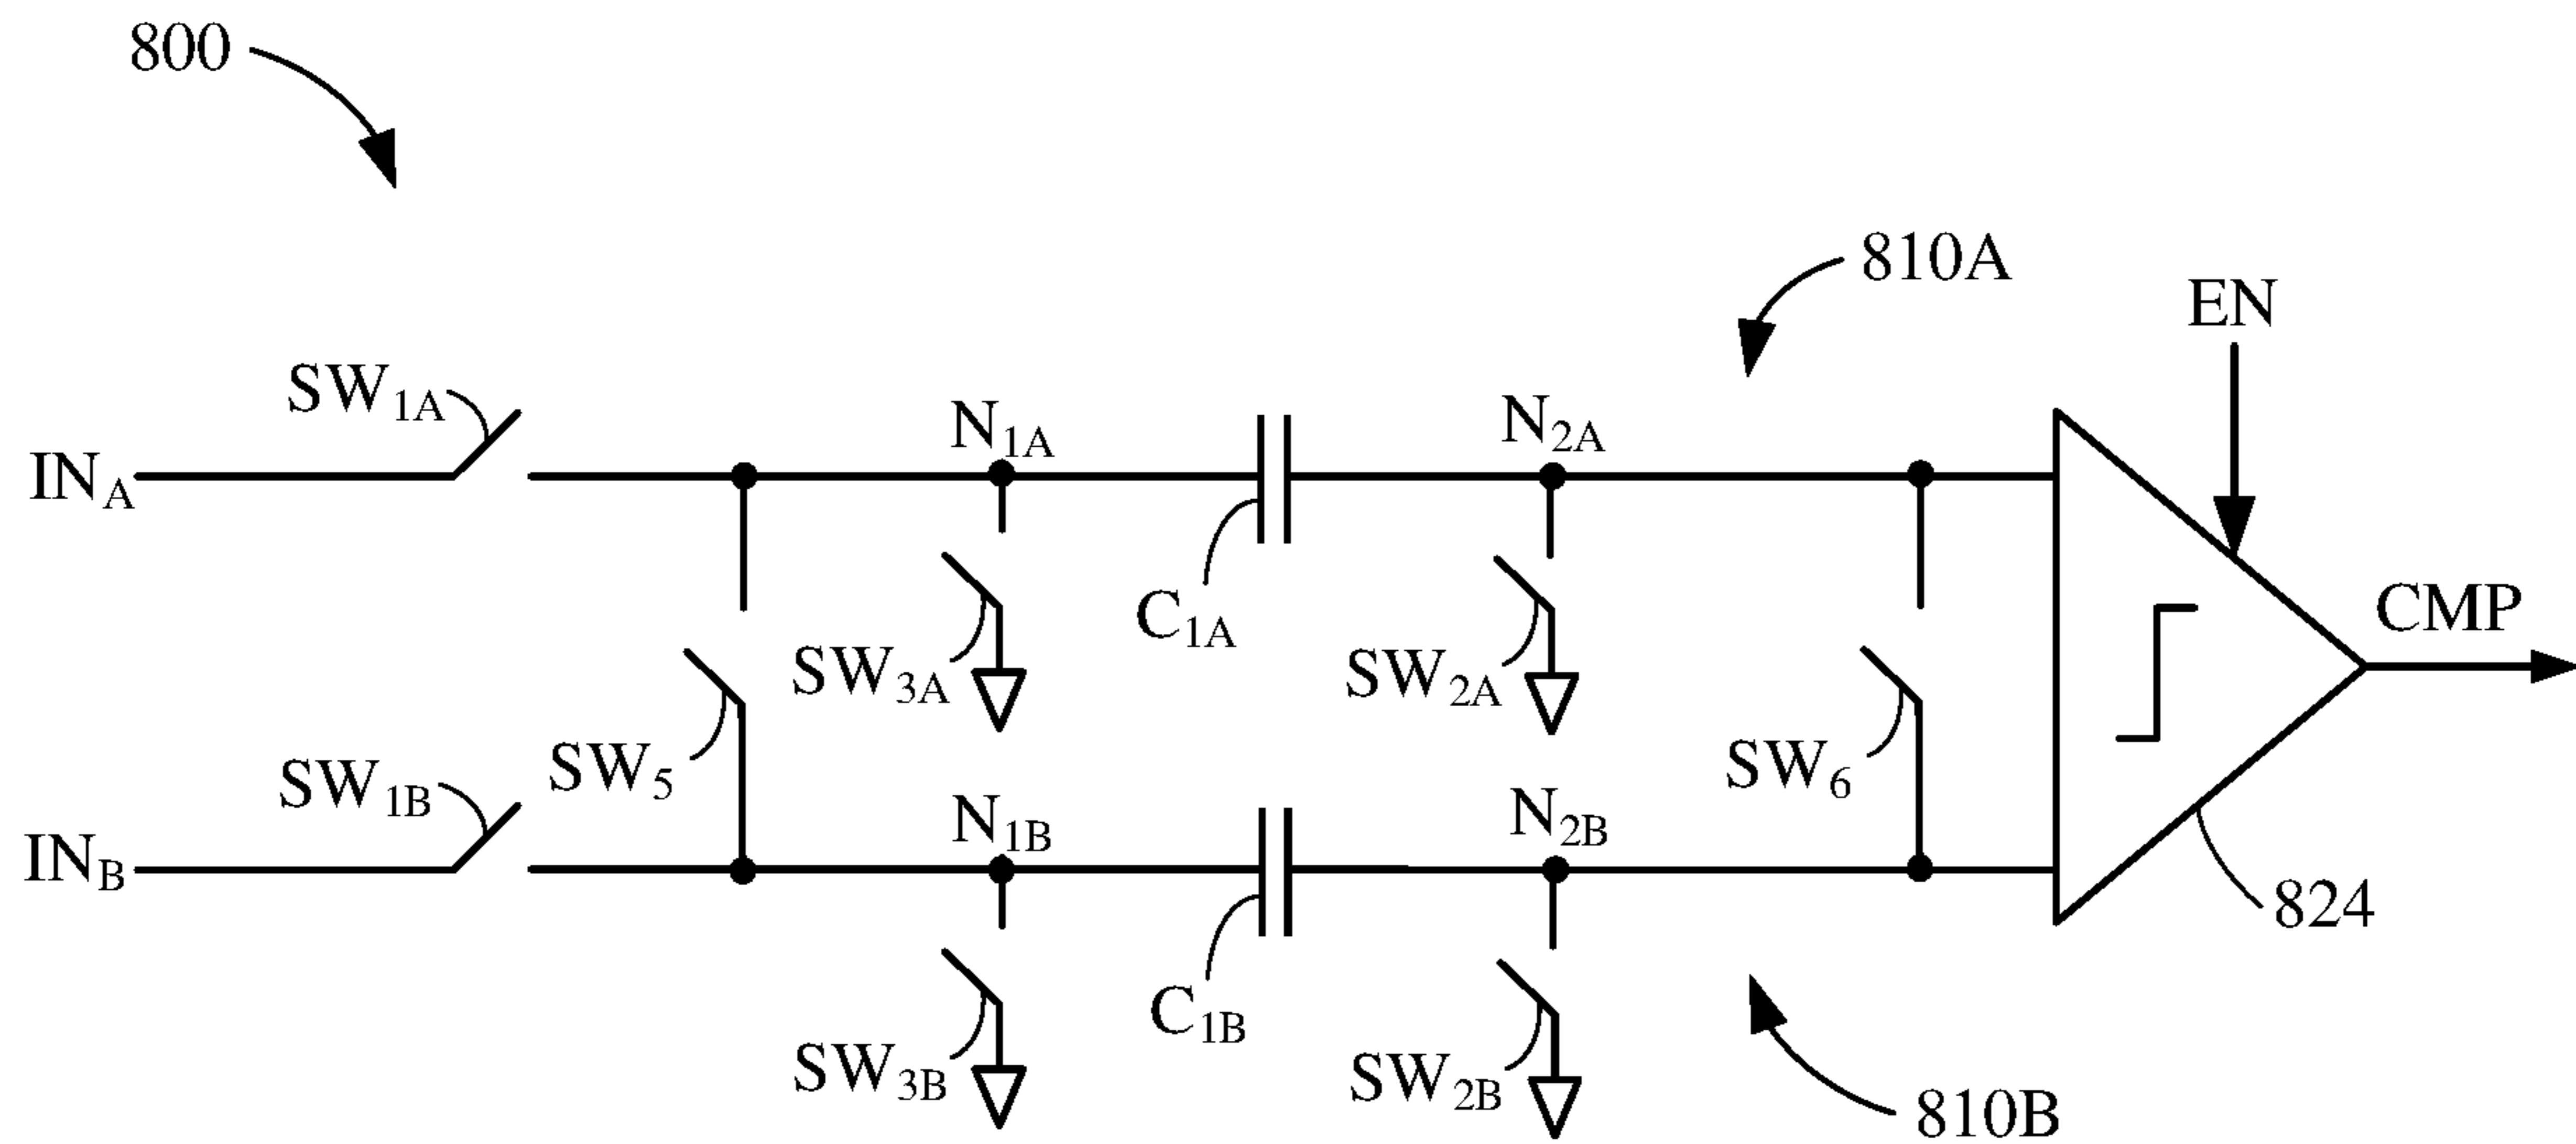 800
810A
EN
SW1A
N1A
N2A
INA
C1A
CMP
SW3A
SW2A
SW5
SW6
SW1B
N1B
N2B
INB
824
C1B
SW3B
SW2B
810B